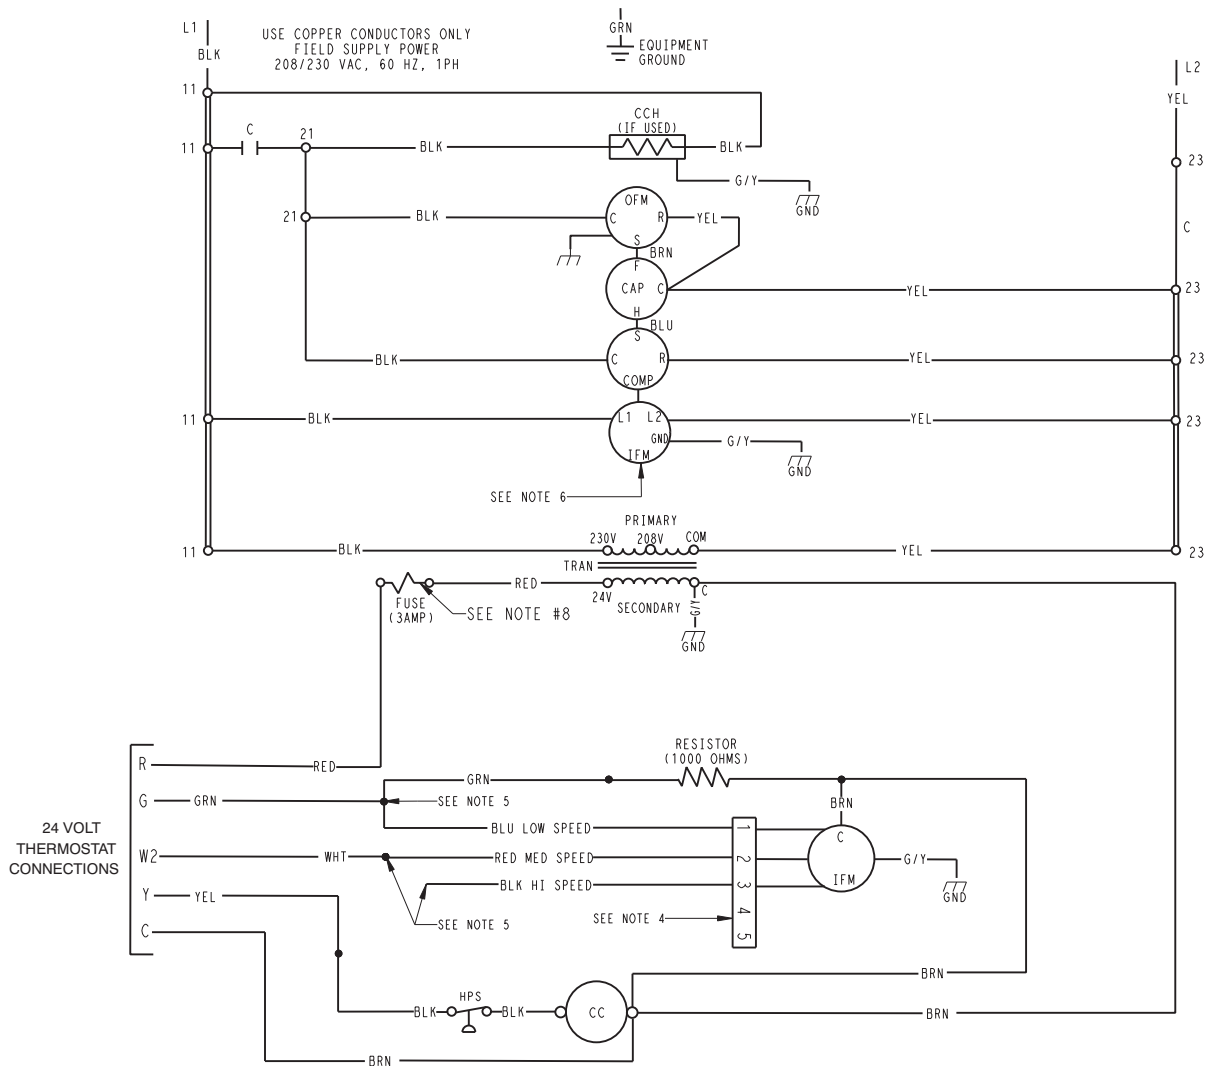 L1
BLK
USE COPPER CONDUCTORS ONLY
FIELD SUPPLY POWER
208/230 VAC, 60 HZ, 1PH
GRN
EQUIPMENT
GROUND
L2
YEL
11
CCH
(IF USED)
C
21
11
BLK
BLK
23
G/Y
GND
OFM
21
BLK
C
R
YEL
S
C
BRN
F
CAP
C
YEL
23
H
BLU
S
BLK
C
R
YEL
23
COMP
11
BLK
L1
L2
YEL
23
GND
G/Y
IFM
GND
SEE NOTE 6
PRIMARY
230V
208V
COM
11
BLK
YEL
23
TRAN
RED
24V
C
FUSE
(3AMP)
SEE NOTE #8
SECONDARY
G/Y
GND
RESISTOR
(1000 OHMS)
R
RED
GRN
G
GRN
SEE NOTE 5
BRN
24 VOLT
THERMOSTAT
CONNECTIONS
BLU LOW SPEED
1
C
W2
WHT
RED MED SPEED
2
G/Y
BLK HI SPEED
3
IFM
GND
Y
YEL
SEE NOTE 4
4
SEE NOTE 5
C
5
BRN
HPS
BLK
BLK
CC
BRN
BRN